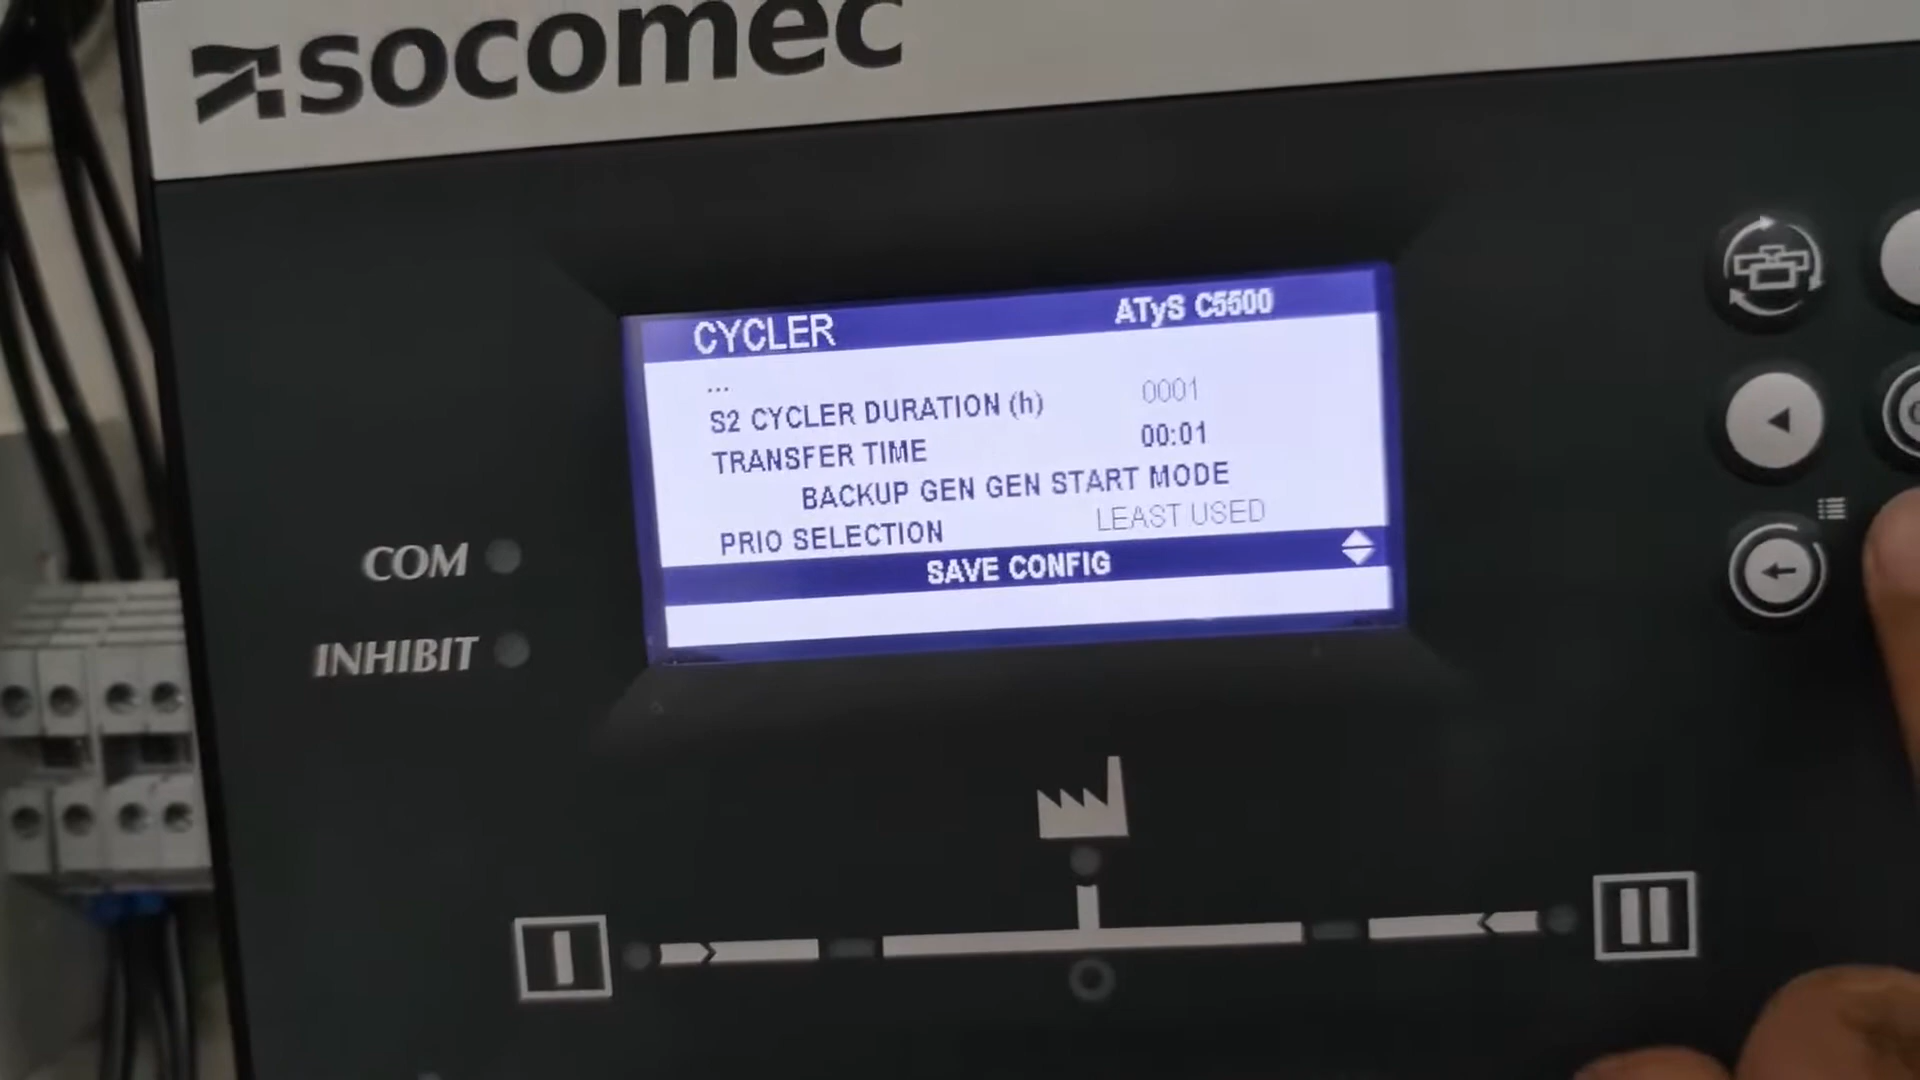 socomec
CYCLER ATyS C5500
...
S2 CYCLER DURATION (h) 0001
TRANSFER TIME 00:01
BACKUP GEN GEN START MODE
PRIO SELECTION LEAST USED
SAVE CONFIG
COM
INHIBIT
I
II